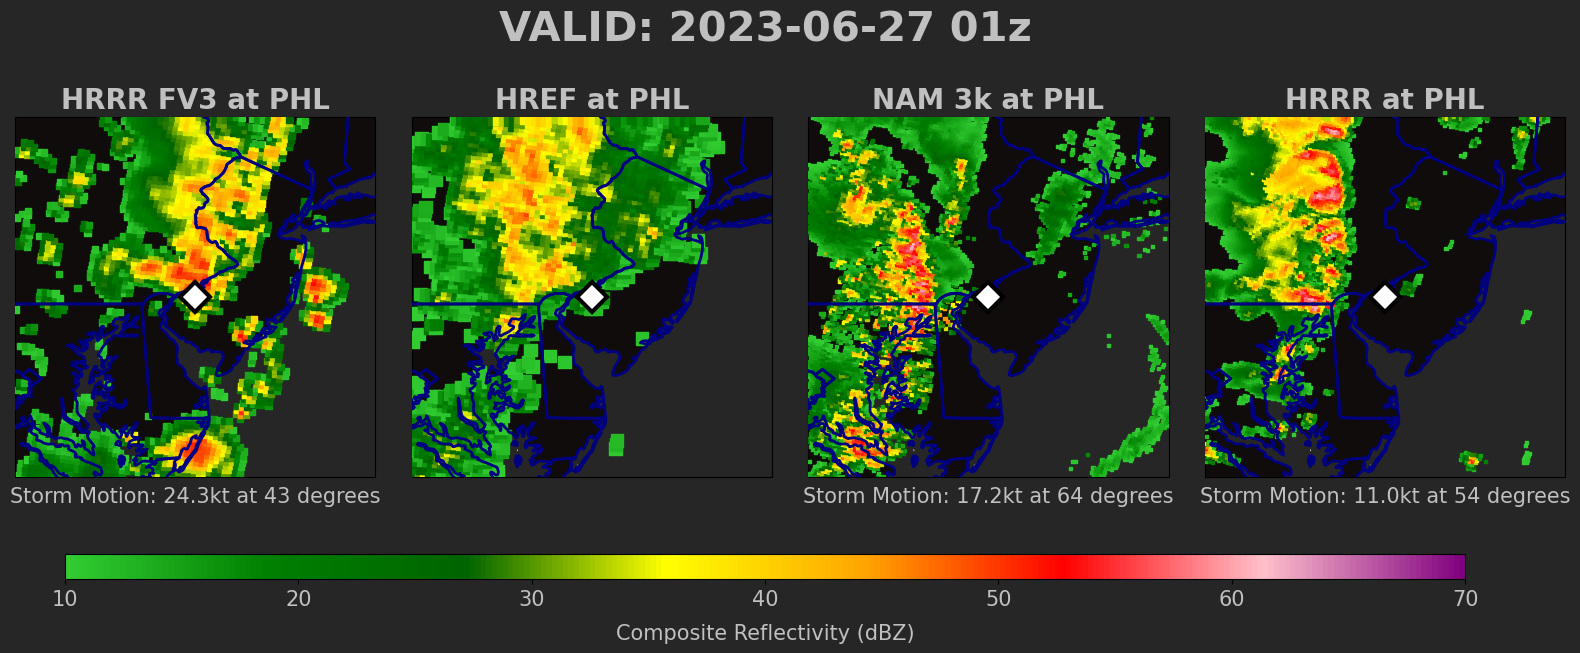 VALID: 2023-06-27 01z
HRRR FV3 at PHL
HREF at PHL
NAM 3k at PHL
HRRR at PHL
Storm Motion: 24.3kt at 43 degrees
Storm Motion: 17.2kt at 64 degrees
Storm Motion: 11.0kt at 54 degrees
10 20 30 40 50 60 70
Composite Reflectivity (dBZ)